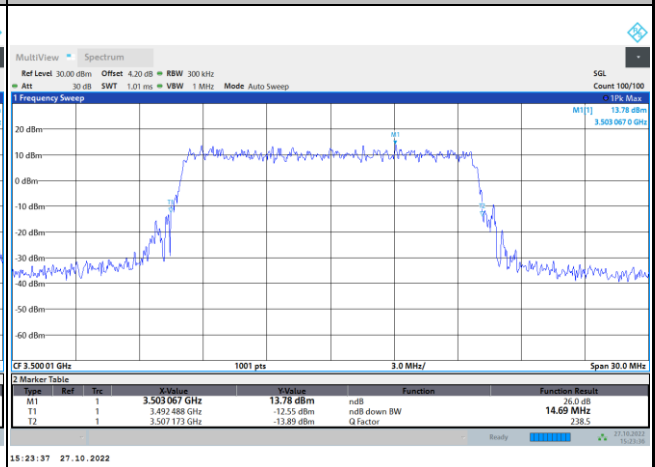 MultiView Spectrum
Ref Level 30.00 dBm Offset 4.20 dB RBW 300 kHz SGL
Att 30 dB SWT 1.01 ms VBW 1 MHz Mode Auto Sweep Count 100/100
1 Frequency Sweep 1Pk Max
M1[1] 13.78 dBm
3.503 067 0 GHz
M1
20 dBm
10 dBm
0 dBm
T1
-10 dBm
T2
-20 dBm
-30 dBm
-40 dBm
-50 dBm
-60 dBm
CF 3.500 01 GHz 1001 pts 3.0 MHz/ Span 30.0 MHz
2 Marker Table
Type Ref Trc X-Value Y-Value Function Function Result
M1 1 3.503 067 GHz 13.78 dBm ndB 26.0 dB
T1 1 3.492 488 GHz -12.55 dBm ndB down BW 14.69 MHz
T2 1 3.507 173 GHz -13.89 dBm Q Factor 238.5
Ready 27.10.2022
15:23:36
15:23:37 27.10.2022